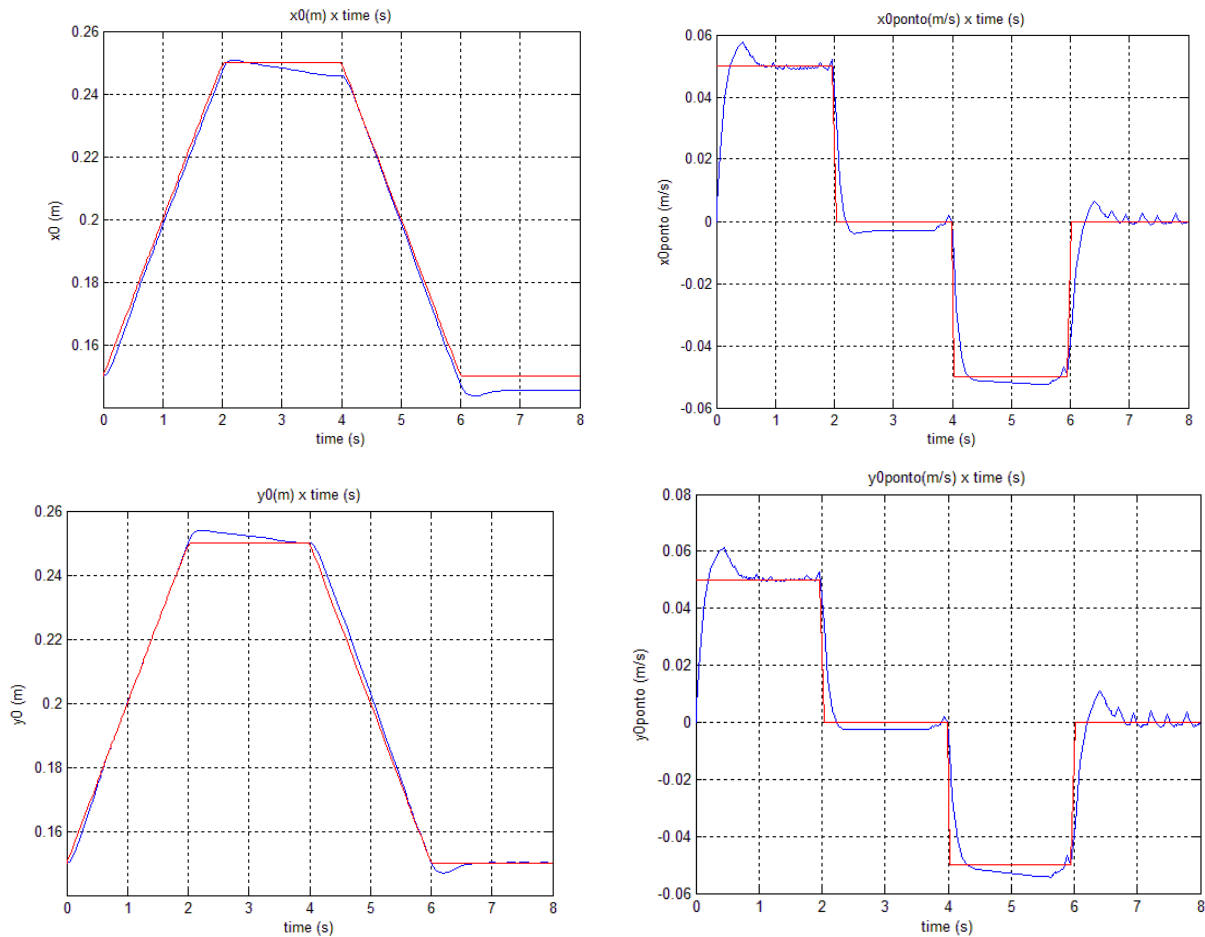 x0(m) x time (s)
0.26
0.24
0.22
0.2
0.18
0.16
x0 (m)
0 1 2 3 4 5 6 7 8
time (s)
x0ponto(m/s) x time (s)
0.06
0.04
0.02
0
-0.02
-0.04
-0.06
x0ponto (m/s)
0 1 2 3 4 5 6 7 8
time (s)
y0(m) x time (s)
0.26
0.24
0.22
0.2
0.18
0.16
y0 (m)
0 1 2 3 4 5 6 7 8
time (s)
y0ponto(m/s) x time (s)
0.08
0.06
0.04
0.02
0
-0.02
-0.04
-0.06
y0ponto (m/s)
0 1 2 3 4 5 6 7 8
time (s)